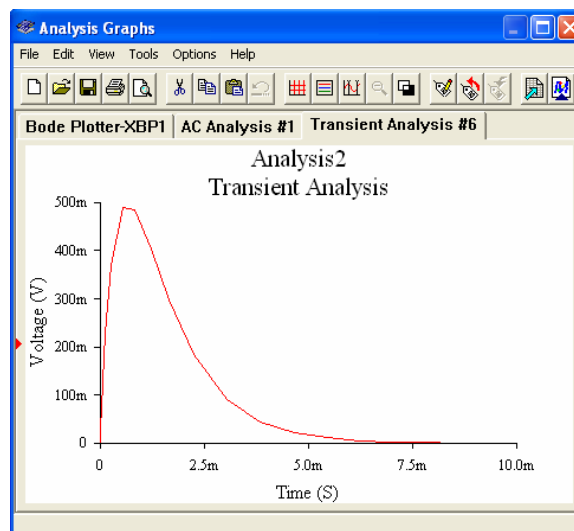 Analysis Graphs
File Edit View Tools Options Help
Bode Plotter-XBP1 AC Analysis #1 Transient Analysis #6
Analysis2
Transient Analysis
500m
400m
300m
200m
100m
0
Voltage (V)
0 2.5m 5.0m 7.5m 10.0m
Time (S)